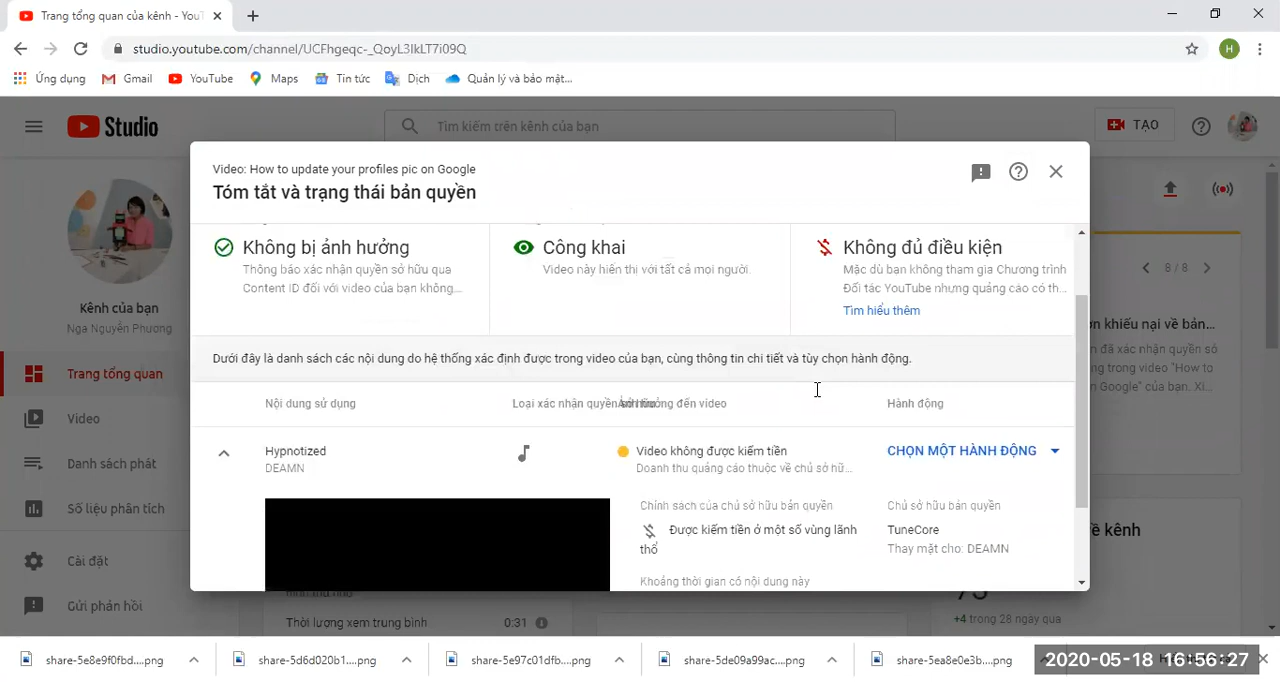 Trang tổng quan của kênh - YouT
studio.youtube.com/channel/UCFhgeqc-_QoyL3IkLT7i09Q
H
Ứng dụng
Gmail
YouTube
Maps
Tin tức
Dịch
Quản lý và bảo mật...
Studio
Tìm kiếm trên kênh của bạn
TẠO
Video: How to update your profiles pic on Google
Tóm tắt và trạng thái bản quyền
Không bị ảnh hưởng
Thông báo xác nhận quyền sở hữu qua
Content ID đối với video của bạn không....
Công khai
Video này hiển thị với tất cả mọi người.
Không đủ điều kiện
Mặc dù bạn không tham gia Chương trình
Đối tác YouTube nhưng quảng cáo có th...
Tìm hiểu thêm
Dưới đây là danh sách các nội dung do hệ thống xác định được trong video của bạn, cùng thông tin chi tiết và tùy chọn hành động.
Nội dung sử dụng
Loại xác nhận quyền
hưởng đến video
Hành động
Hypnotized
DEAMN
Video không được kiếm tiền
Doanh thu quảng cáo thuộc về chủ sở hữ...
CHỌN MỘT HÀNH ĐỘNG
Chính sách của chủ sở hữu bản quyền
Được kiếm tiền ở một số vùng lãnh
thổ
Khoảng thời gian có nội dung này
Chủ sở hữu bản quyền
TuneCore
Thay mặt cho: DEAMN
Kênh của bạn
Nga Nguyễn Phương
Trang tổng quan
Video
Danh sách phát
Số liệu phân tích
Cài đặt
Gửi phản hồi
8 / 8
ơn khiếu nại về bản...
n đã xác nhận quyền sở
trong video "How to
n Google" của bạn. Xi...
ề kênh
+4 trong 28 ngày qua
Thời lượng xem trung bình
0:31
share-5e8e9f0fbd....png
share-5d6d020b1....png
share-5e97c01dfb....png
share-5de09a99ac....png
share-5ea8e0e3b....png
2020-05-18 16:56:27